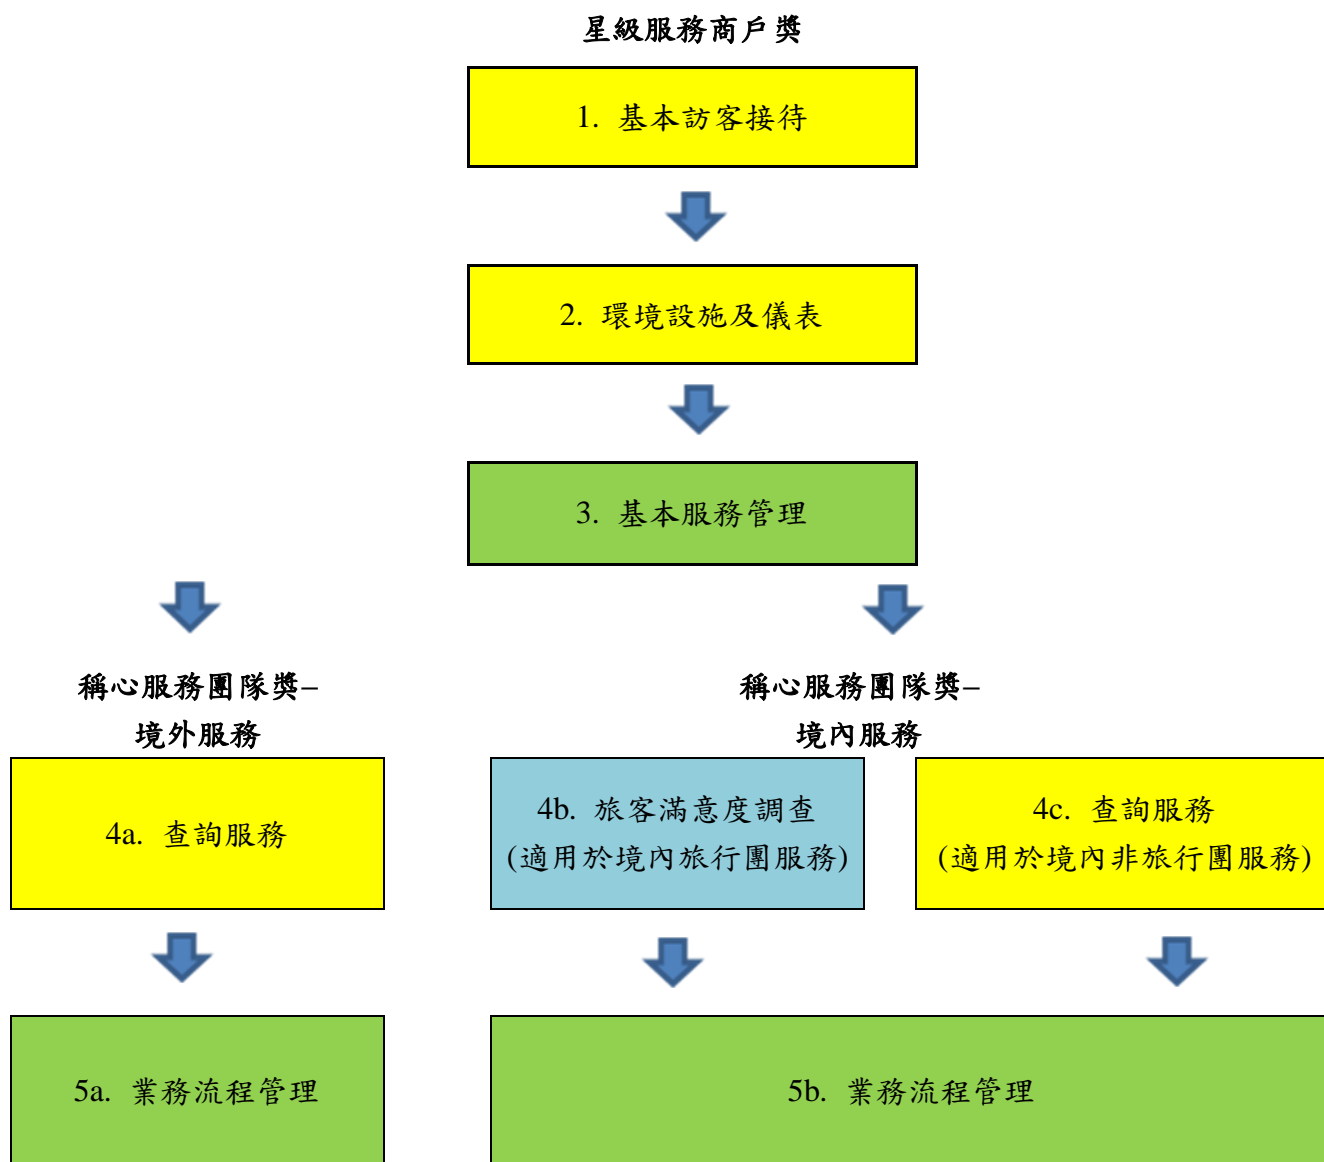 星級服務商戶獎
1. 基本訪客接待
2. 環境設施及儀表
3. 基本服務管理
稱心服務團隊獎–
境外服務
稱心服務團隊獎–
境內服務
4a. 查詢服務
4b. 旅客滿意度調查
(適用於境內旅行團服務)
4c. 查詢服務
(適用於境內非旅行團服務)
5a. 業務流程管理
5b. 業務流程管理